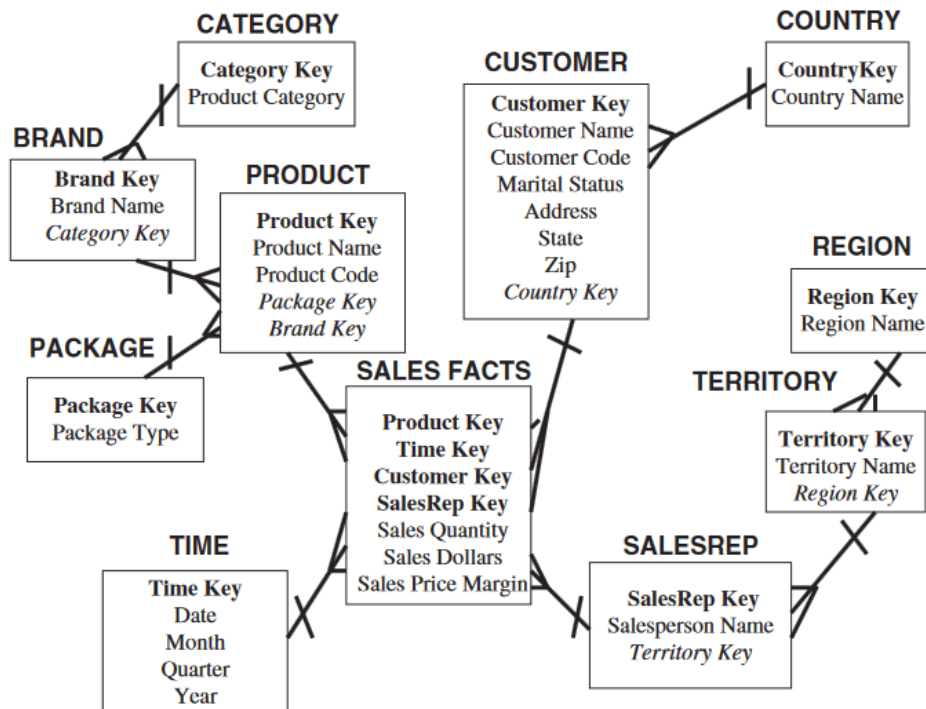 CATEGORY
Category Key
Product Category
BRAND
Brand Key
Brand Name
Category Key
PRODUCT
Product Key
Product Name
Product Code
Package Key
Brand Key
PACKAGE
Package Key
Package Type
CUSTOMER
Customer Key
Customer Name
Customer Code
Marital Status
Address
State
Zip
Country Key
COUNTRY
CountryKey
Country Name
REGION
Region Key
Region Name
TERRITORY
Territory Key
Territory Name
Region Key
SALES FACTS
Product Key
Time Key
Customer Key
SalesRep Key
Sales Quantity
Sales Dollars
Sales Price Margin
TIME
Time Key
Date
Month
Quarter
Year
SALESREP
SalesRep Key
Salesperson Name
Territory Key